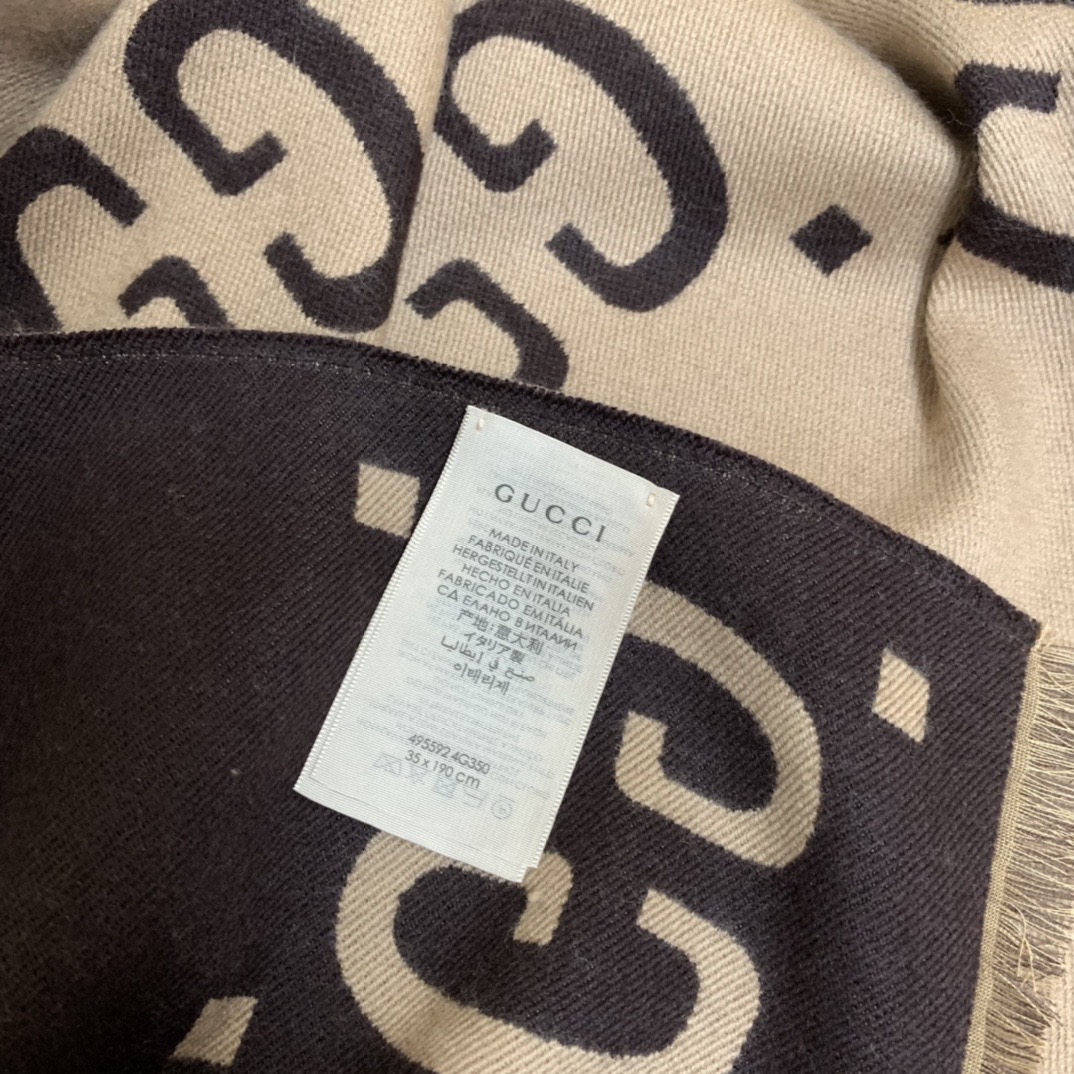 GUCCI
MADE IN ITALY
FABRIQUÉ EN ITALIE
HERGESTELLT IN ITALIEN
HECHO EN ITALIA
FABRICADO EM ITÁLIA
СДЕЛАНО В ИТАЛИИ
产地：意大利
イタリア製
صنع في ايطاليا
이태리제
495592 4G350
35 x 190 cm